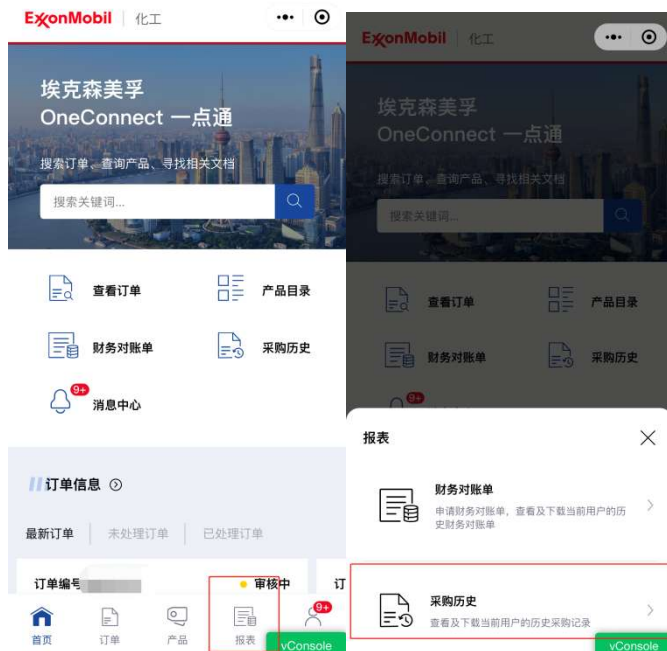 ExxonMobil 化工
埃克森美孚
OneConnect 一点通
搜索订单、查询产品、寻找相关文档
搜索关键词...
查看订单
产品目录
财务对账单
采购历史
9+
消息中心
订单信息
最新订单
未处理订单
已处理订单
订单编号
审核中
订
首页
订单
产品
报表
9+
vConsole
ExxonMobil 化工
埃克森美孚
OneConnect 一点通
搜索订单、查询产品、寻找相关文档
搜索关键词...
查看订单
产品目录
财务对账单
采购历史
9+
报表
财务对账单
申请财务对账单，查看及下载当前用户的历
史财务对账单
采购历史
查看及下载当前用户的历史采购记录
vConsole